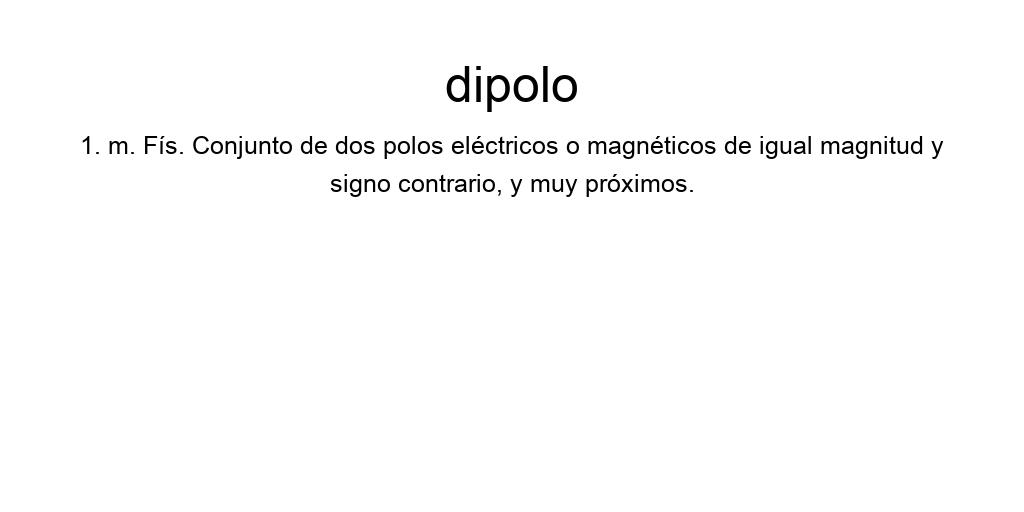 dipolo
1. m. Fís. Conjunto de dos polos eléctricos o magnéticos de igual magnitud y
signo contrario, y muy próximos.